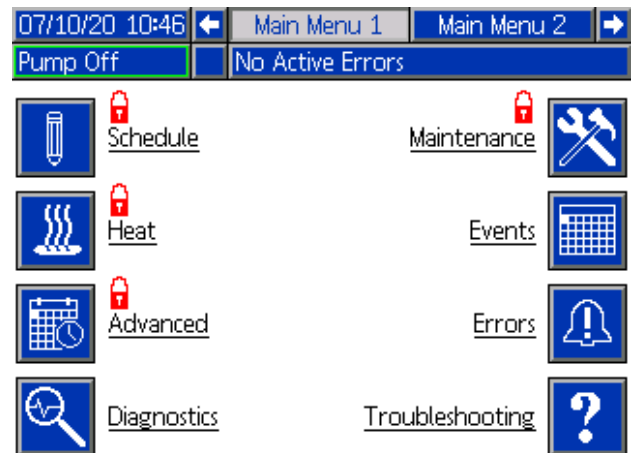 07/10/20 10:46 Main Menu 1 Main Menu 2
Pump Off No Active Errors
Schedule Maintenance
Heat Events
Advanced Errors
Diagnostics Troubleshooting